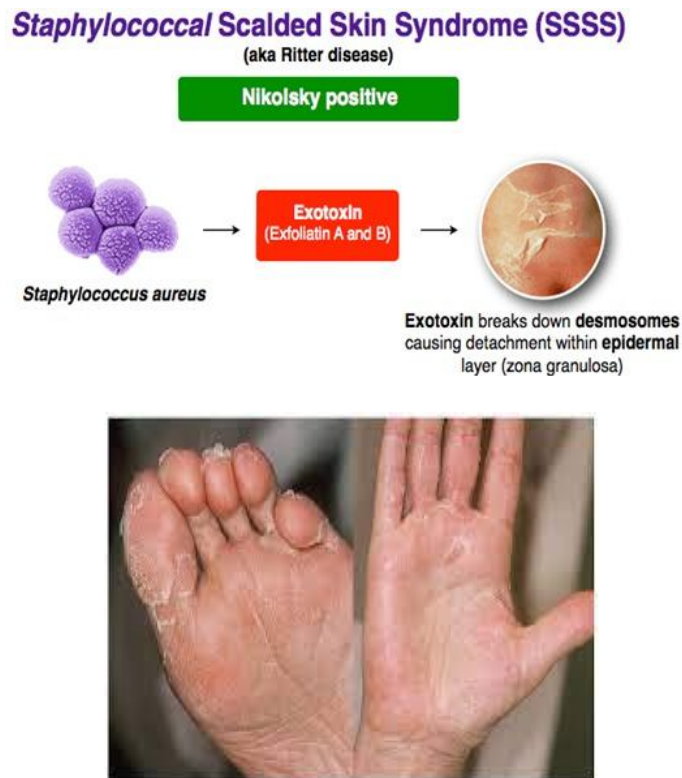 Staphylococcal Scalded Skin Syndrome (SSSS)
(aka Ritter disease)
Nikolsky positive
Exotoxin
(Exfoliatin A and B)
Staphylococcus aureus
Exotoxin breaks down desmosomes
causing detachment within epidermal
layer (zona granulosa)